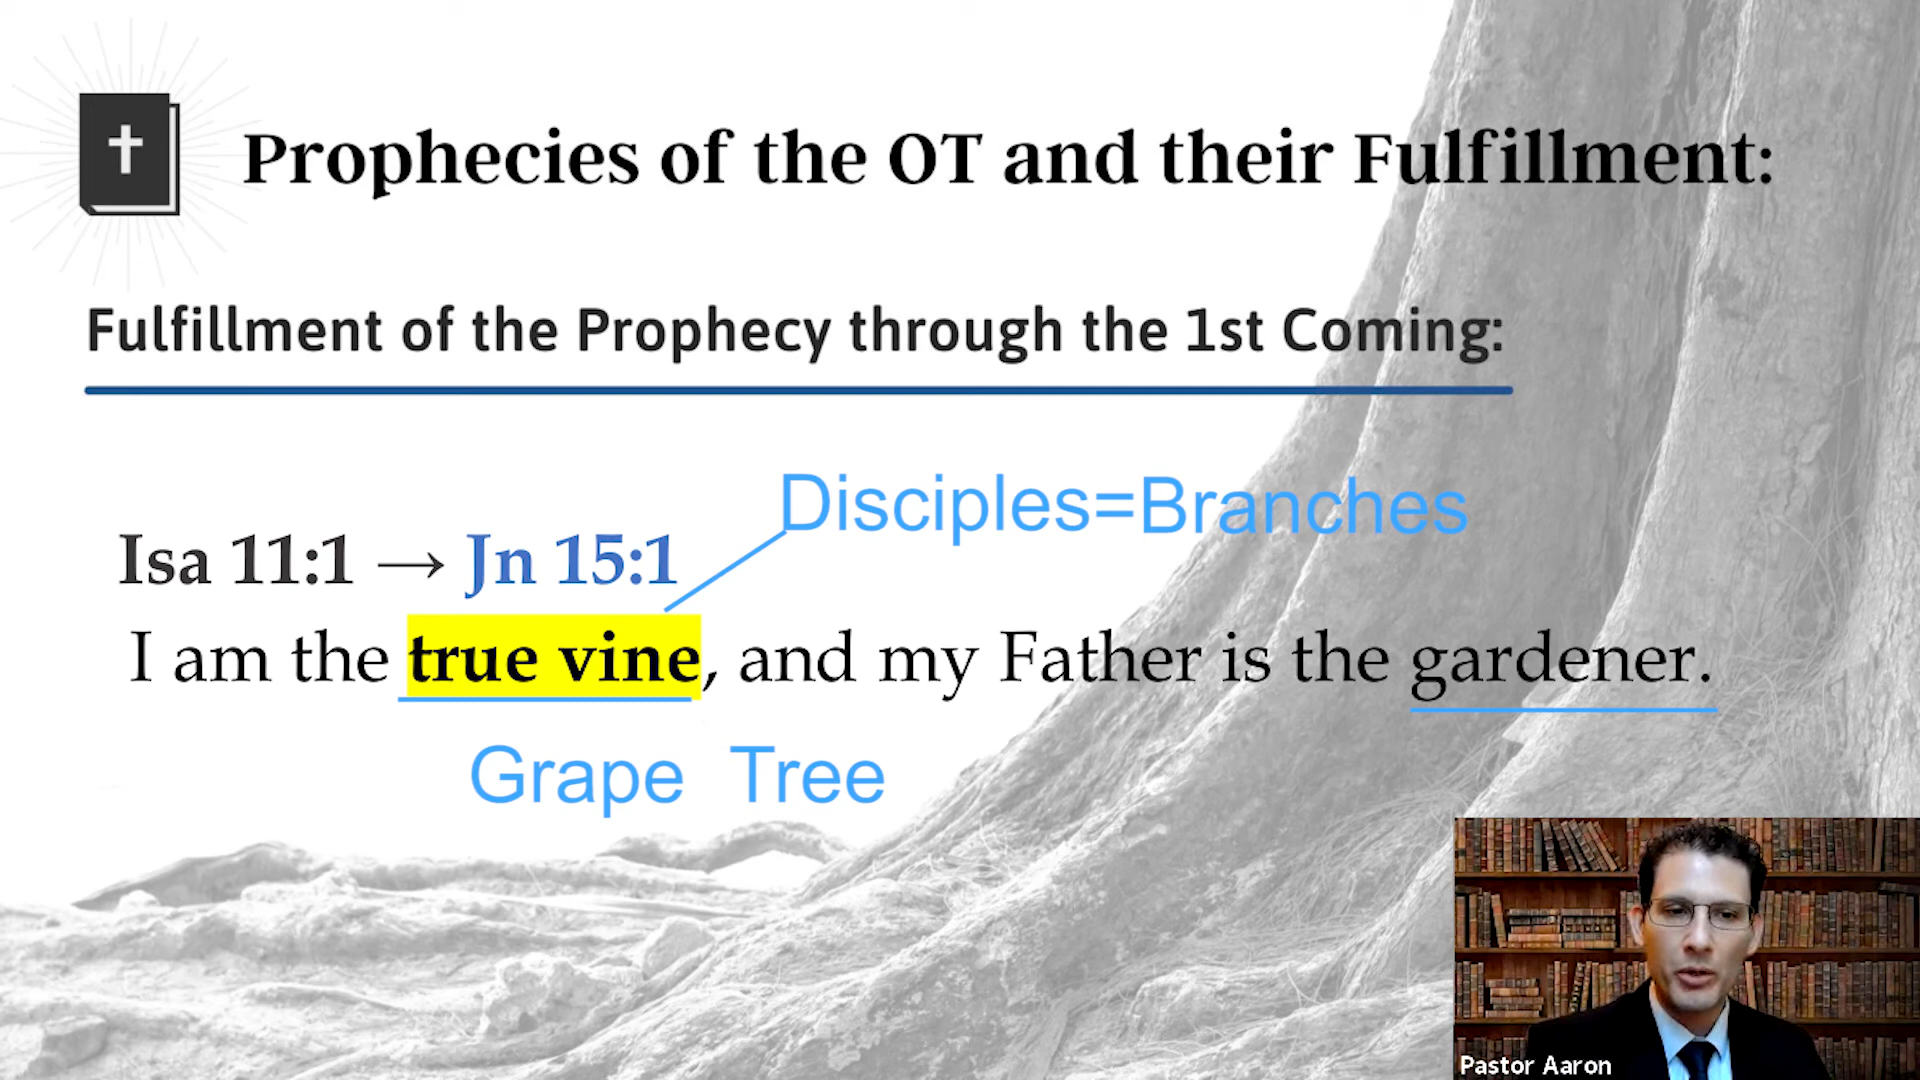 Prophecies of the OT and their Fulfillment:
Fulfillment of the Prophecy through the 1st Coming:
Disciples=Branches
Isa 11:1 → Jn 15:1
I am the true vine, and my Father is the gardener.
Grape Tree
Pastor Aaron